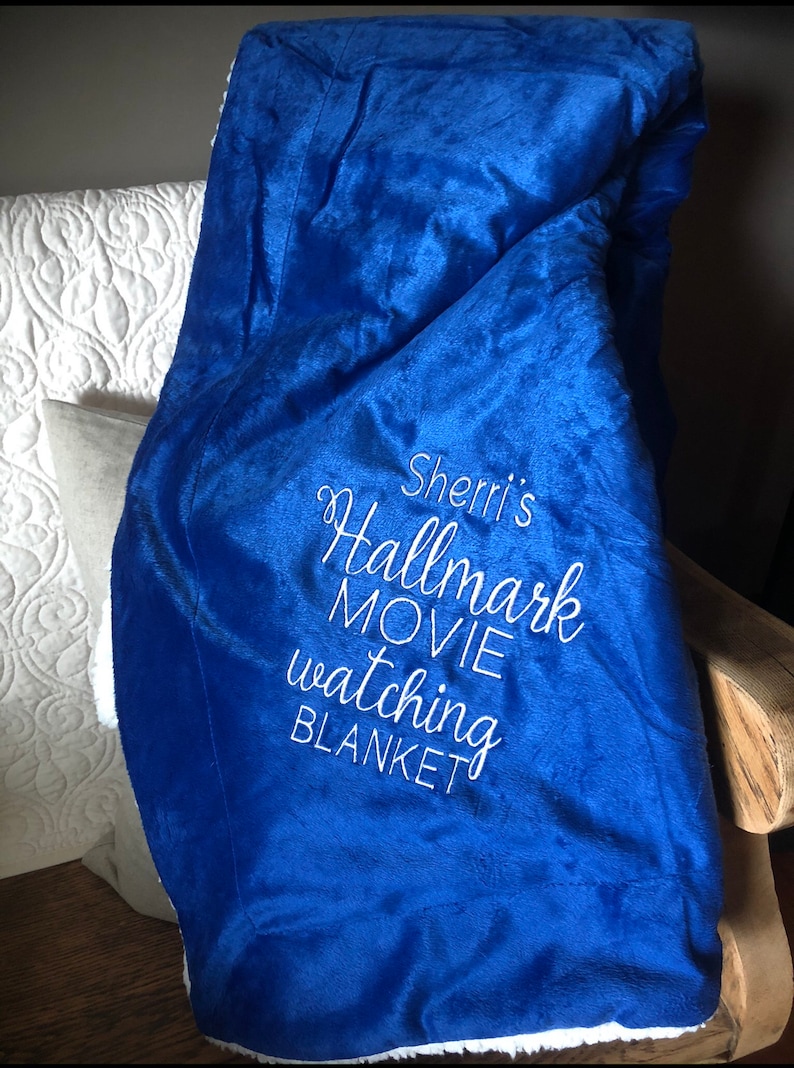 Sherri's
Hallmark
MOVIE
watching
BLANKET